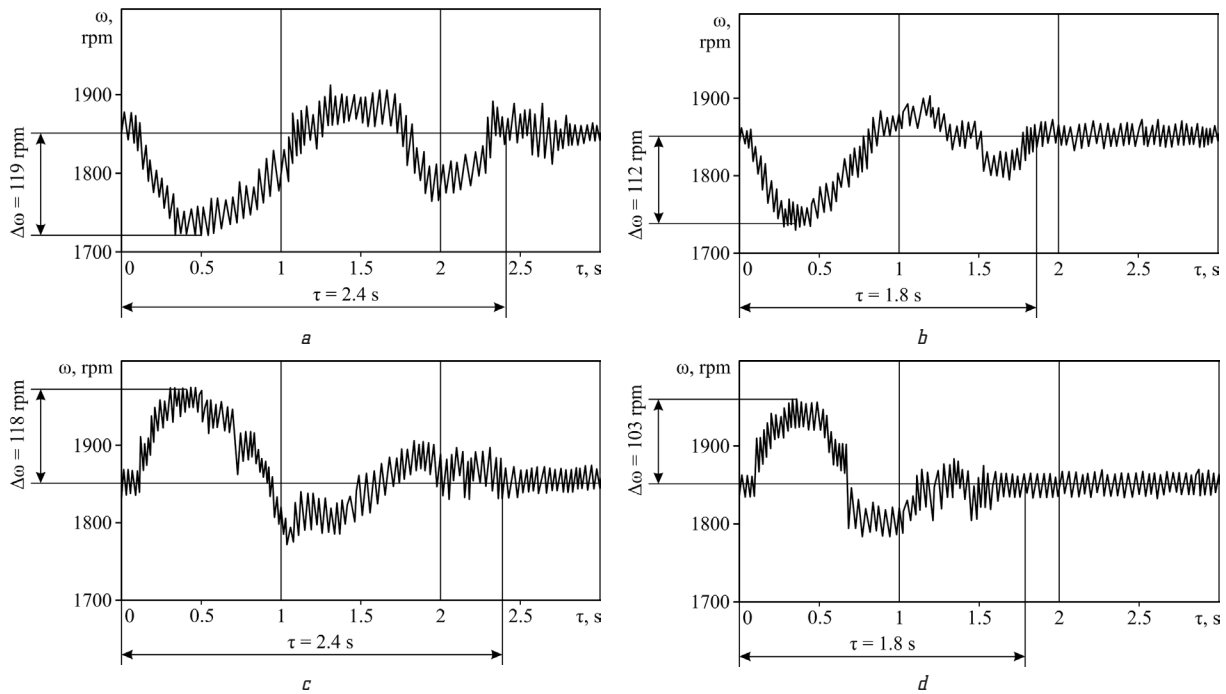 ω,
rpm
1900
1800
1700
Δω = 119 rpm
0 0.5 1 1.5 2 2.5 τ, s
τ = 2.4 s
a
ω,
rpm
1900
1800
1700
Δω = 112 rpm
0 0.5 1 1.5 2 2.5 τ, s
τ = 1.8 s
b
ω, rpm
1900
1800
1700
Δω = 118 rpm
0 0.5 1 1.5 2 2.5 τ, s
τ = 2.4 s
c
ω, rpm
1900
1800
1700
Δω = 103 rpm
0 0.5 1 1.5 2 2.5 τ, s
τ = 1.8 s
d